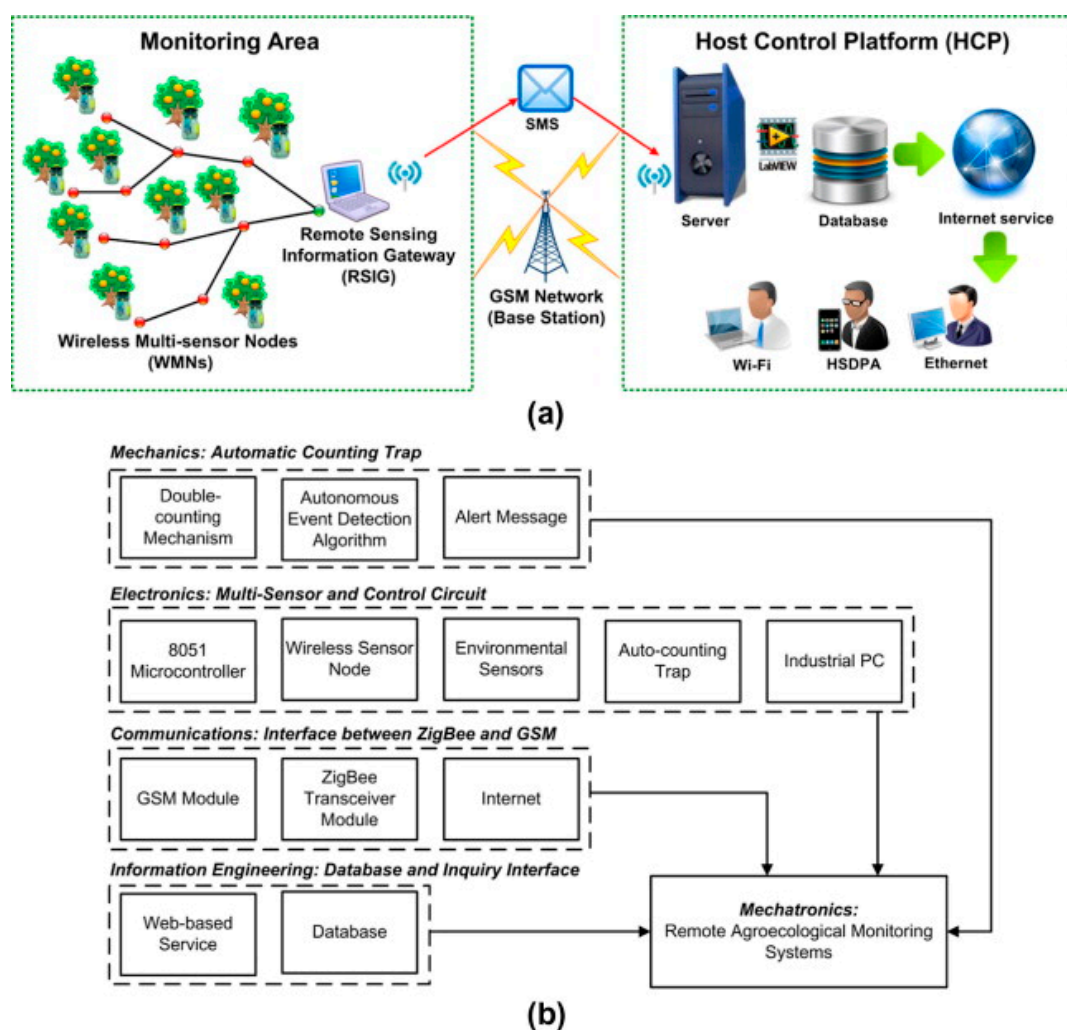 Monitoring Area
Wireless Multi-sensor Nodes
(WMNs)
Remote Sensing
Information Gateway
(RSIG)
SMS
GSM Network
(Base Station)
Host Control Platform (HCP)
Server
LabVIEW
Database
Internet service
Wi-Fi
HSDPA
Ethernet
(a)
Mechanics: Automatic Counting Trap
Double-
counting
Mechanism
Autonomous
Event Detection
Algorithm
Alert Message
Electronics: Multi-Sensor and Control Circuit
8051
Microcontroller
Wireless Sensor
Node
Environmental
Sensors
Auto-counting
Trap
Industrial PC
Communications: Interface between ZigBee and GSM
GSM Module
ZigBee
Transceiver
Module
Internet
Information Engineering: Database and Inquiry Interface
Web-based
Service
Database
Mechatronics:
Remote Agroecological Monitoring
Systems
(b)